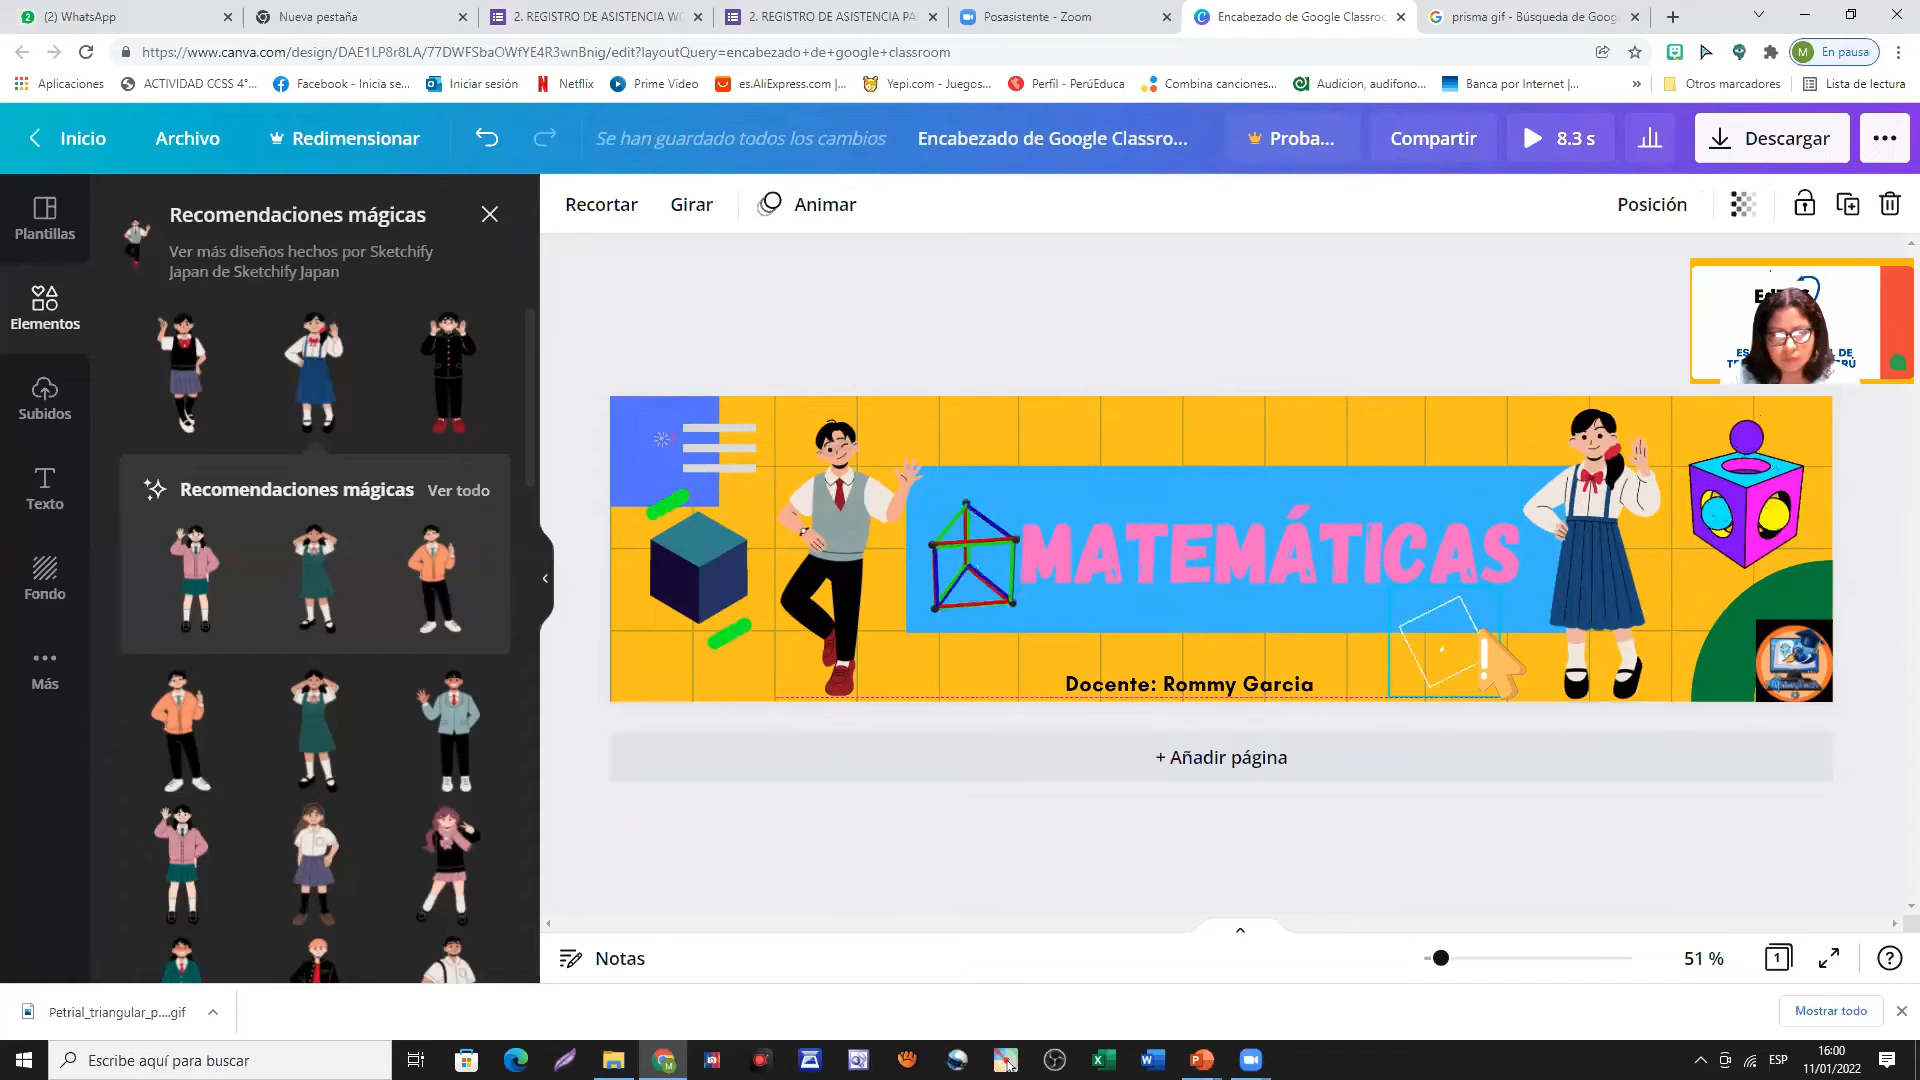 (2) WhatsApp
Nueva pestaña
2. REGISTRO DE ASISTENCIA WO
2. REGISTRO DE ASISTENCIA PA
Posasistente - Zoom
Encabezado de Google Classroo
prisma gif - Búsqueda de Goog
https://www.canva.com/design/DAE1LP8r8LA/77DWFSbaOWfYE4R3wnBnig/edit?layoutQuery=encabezado+de+google+classroom
M En pausa
Aplicaciones
ACTIVIDAD CCSS 4°...
Facebook - Inicia se...
Iniciar sesión
Netflix
Prime Video
es.AliExpress.com |...
Yepi.com - Juegos...
Perfil - PerúEduca
Combina canciones...
Audicion, audifono...
Banca por Internet |...
»
Otros marcadores
Lista de lectura
Inicio
Archivo
Redimensionar
Se han guardado todos los cambios
Encabezado de Google Classro...
Proba...
Compartir
8.3 s
Descargar
Plantillas
Elementos
Subidos
Texto
Fondo
Más
Recomendaciones mágicas
Ver más diseños hechos por Sketchify
Japan de Sketchify Japan
Recomendaciones mágicas
Ver todo
Recortar
Girar
Animar
Posición
MATEMÁTICAS
Docente: Rommy Garcia
+ Añadir página
Notas
51 %
1
Petrial_triangular_p....gif
Mostrar todo
Escribe aquí para buscar
ESP
16:00
11/01/2022